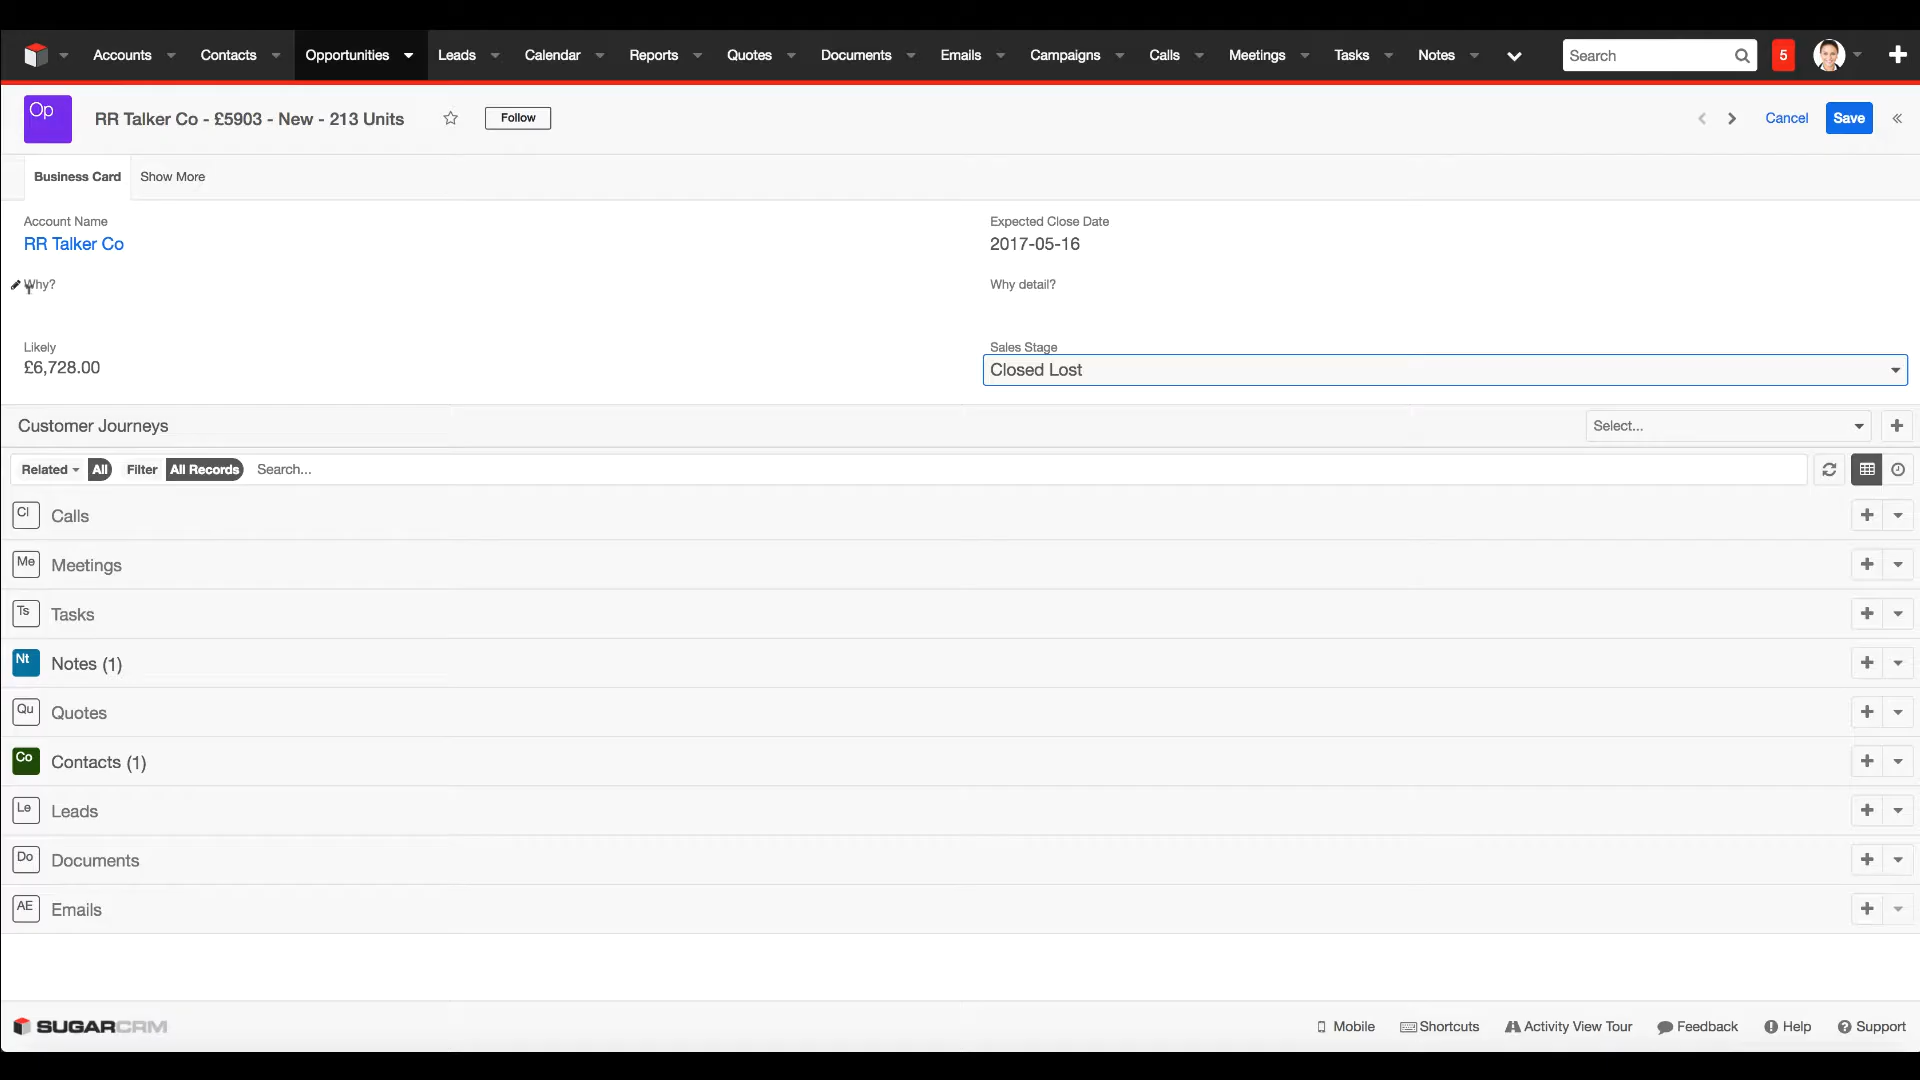 Accounts Contacts Opportunities Leads Calendar Reports Quotes Documents Emails Campaigns Calls Meetings Tasks Notes Search 5
Op RR Talker Co - £5903 - New - 213 Units Follow Cancel Save
Business Card Show More
Account Name Expected Close Date
RR Talker Co 2017-05-16
Why? Why detail?
Likely Sales Stage
£6,728.00 Closed Lost
Customer Journeys Select...
Related All Filter All Records Search...
Cl Calls
Me Meetings
Ts Tasks
Nt Notes (1)
Qu Quotes
Co Contacts (1)
Le Leads
Do Documents
AE Emails
SUGARCRM Mobile Shortcuts Activity View Tour Feedback Help Support